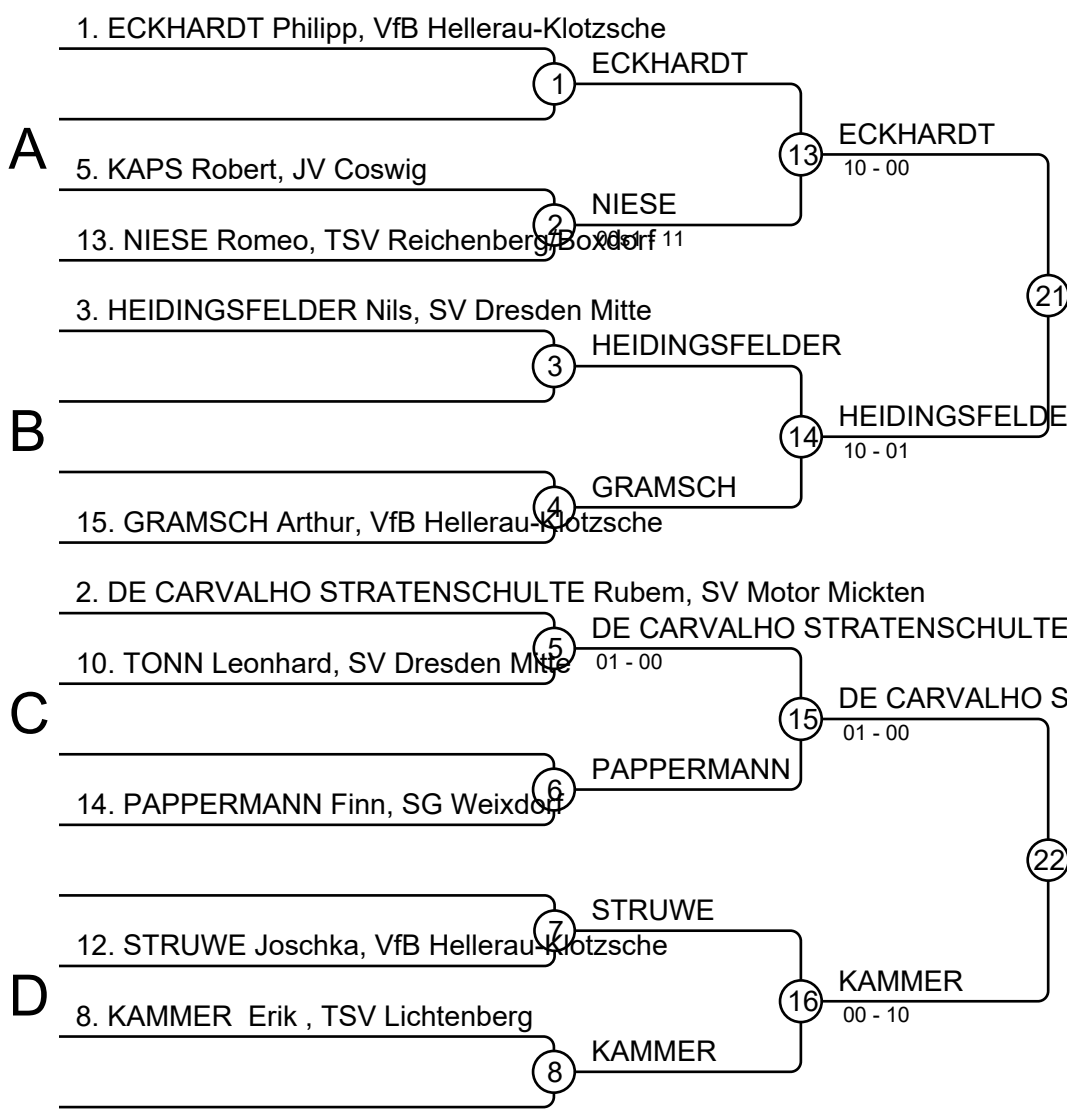 1. ECKHARDT Philipp, VfB Hellerau-Klotzsche
ECKHARDT
1
A
ECKHARDT
13
10 - 00
5. KAPS Robert, JV Coswig
NIESE
2
13. NIESE Romeo, TSV Reichenberg/Boxdorf
00s1 - 11
21
3. HEIDINGSFELDER Nils, SV Dresden Mitte
HEIDINGSFELDER
3
B
HEIDINGSFELDE
14
10 - 01
GRAMSCH
4
15. GRAMSCH Arthur, VfB Hellerau-Klotzsche
2. DE CARVALHO STRATENSCHULTE Rubem, SV Motor Mickten
DE CARVALHO STRATENSCHULTE
5
10. TONN Leonhard, SV Dresden Mitte
01 - 00
C
DE CARVALHO S
15
01 - 00
PAPPERMANN
6
14. PAPPERMANN Finn, SG Weixdorf
22
STRUWE
7
12. STRUWE Joschka, VfB Hellerau-Klotzsche
D
KAMMER
16
00 - 10
8. KAMMER Erik , TSV Lichtenberg
KAMMER
8